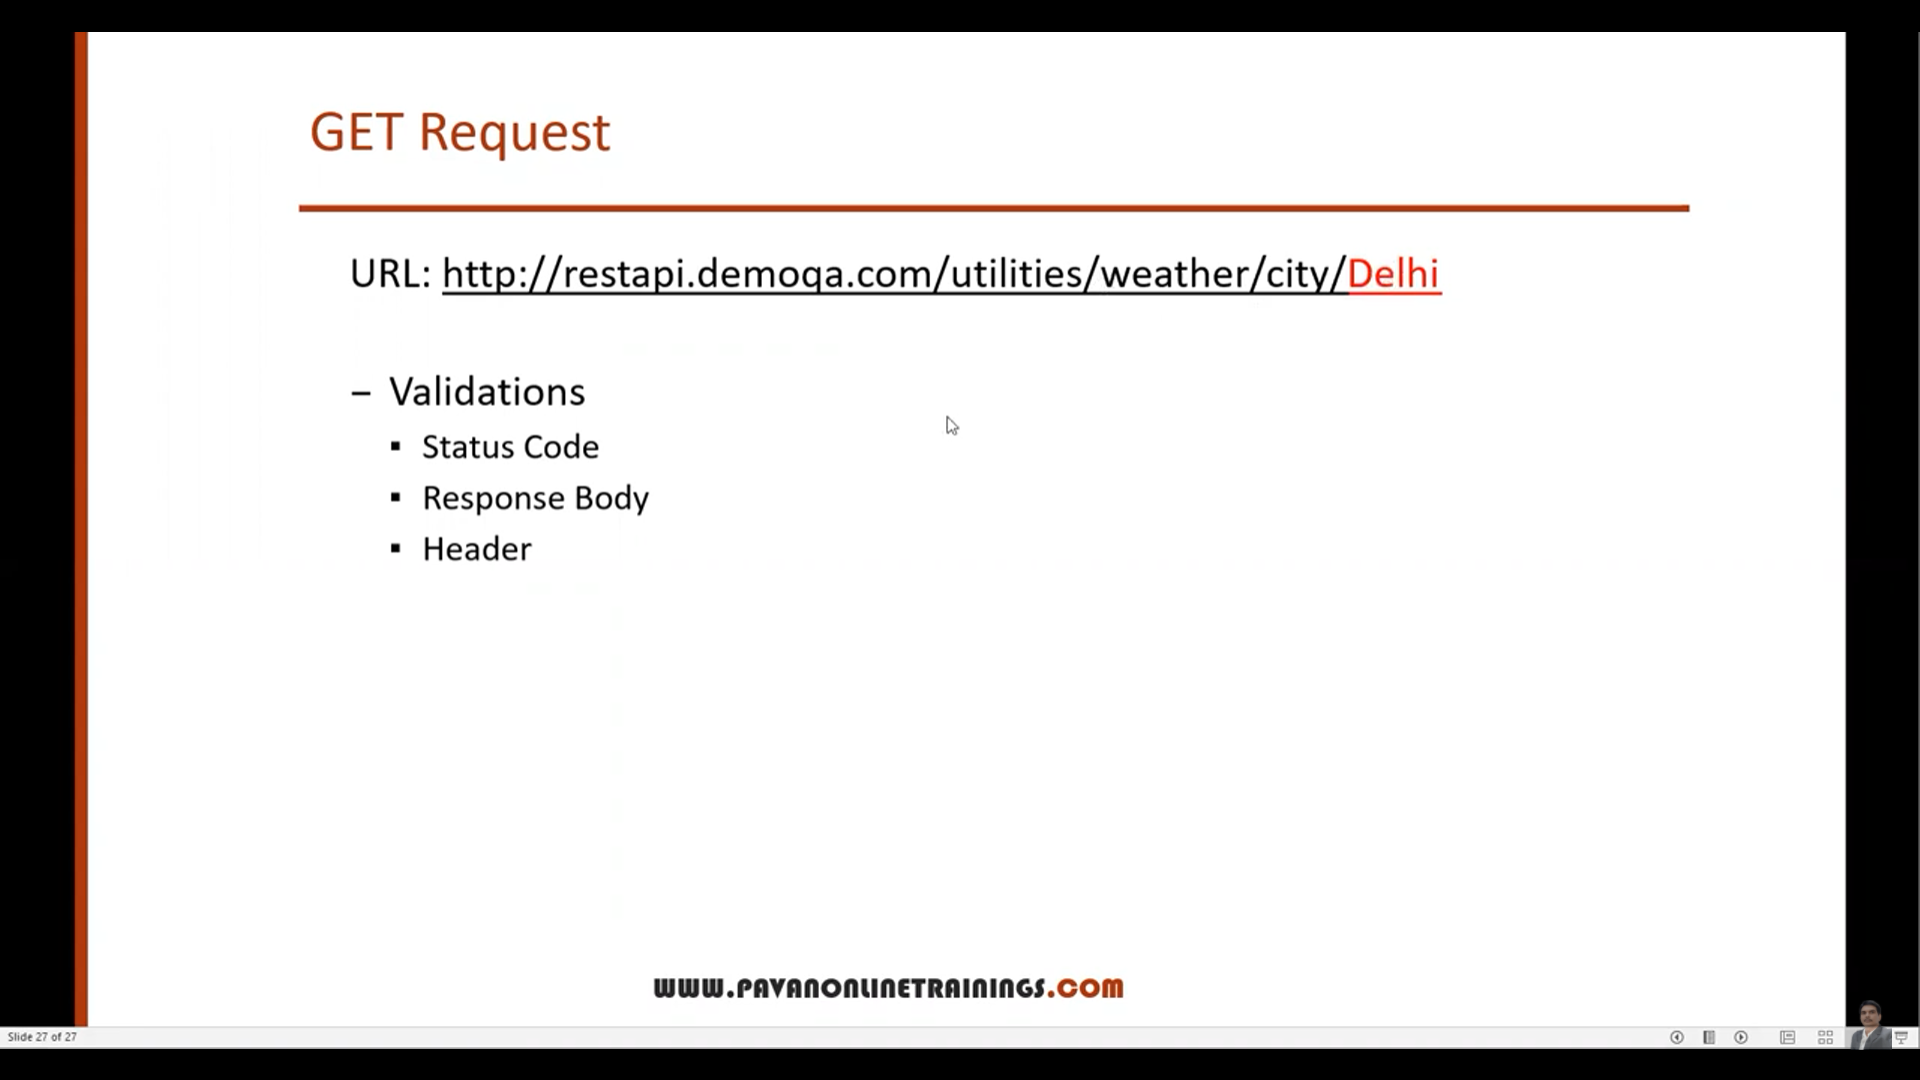 GET Request
URL: http://restapi.demoqa.com/utilities/weather/city/Delhi
– Validations
▪ Status Code
▪ Response Body
▪ Header
WWW.PAVANONLINETRAININGS.COM
Slide 27 of 27